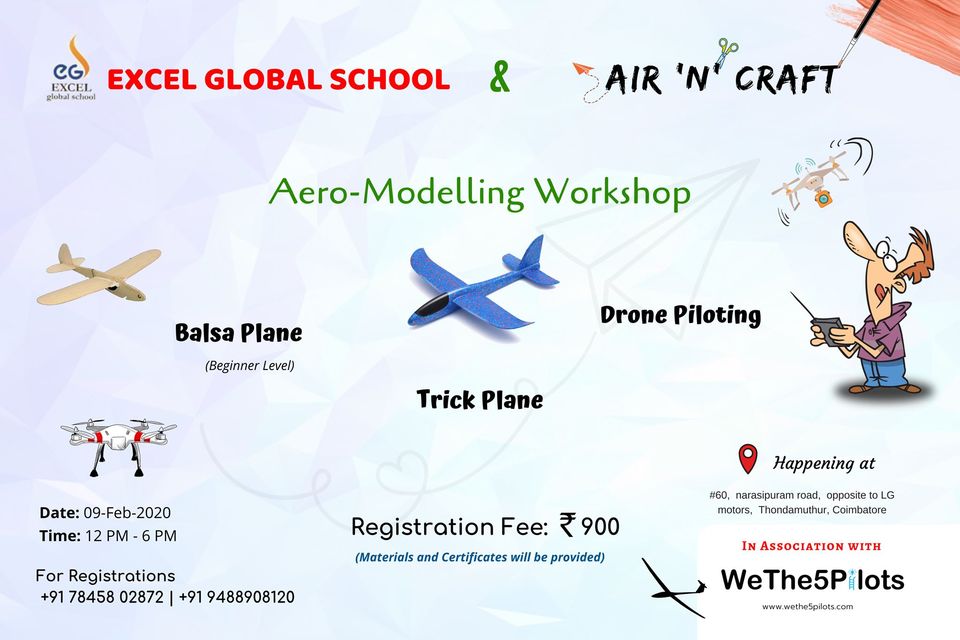 EG
EXCEL
global school
EXCEL GLOBAL SCHOOL & AIR 'N' CRAFT
Aero-Modelling Workshop
Balsa Plane
(Beginner Level)
Trick Plane
Drone Piloting
Happening at
#60, narasipuram road, opposite to LG
motors, Thondamuthur, Coimbatore
Date: 09-Feb-2020
Time: 12 PM - 6 PM
For Registrations
+91 78458 02872 | +91 9488908120
Registration Fee: ₹ 900
(Materials and Certificates will be provided)
In Association with
WeThe5Pilots
www.wethe5pilots.com